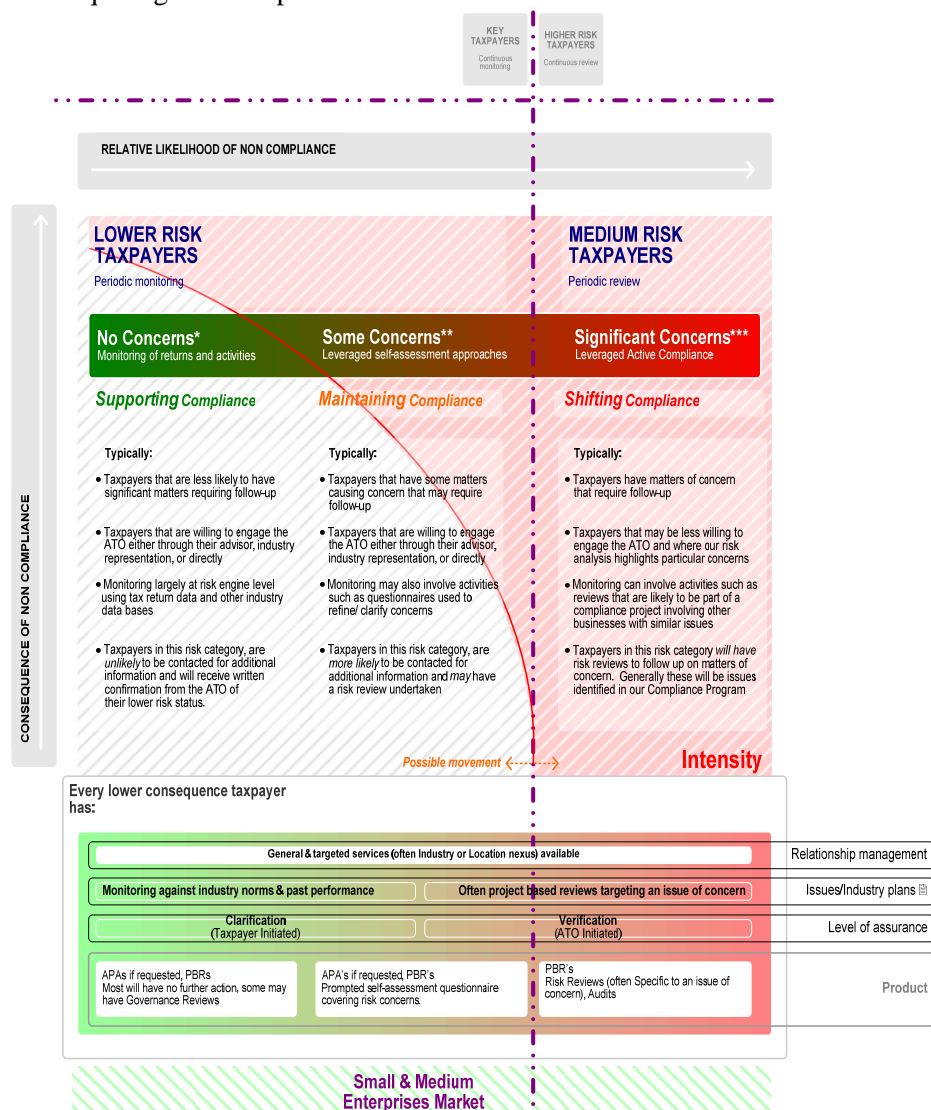 KEY
TAXPAYERS
Continuous
monitoring
HIGHER RISK
TAXPAYERS
Continuous review
RELATIVE LIKELIHOOD OF NON COMPLIANCE
CONSEQUENCE OF NON COMPLIANCE
LOWER RISK
TAXPAYERS
Periodic monitoring
MEDIUM RISK
TAXPAYERS
Periodic review
No Concerns*
Monitoring of returns and activities
Some Concerns**
Leveraged self-assessment approaches
Significant Concerns***
Leveraged Active Compliance
Supporting Compliance
Maintaining Compliance
Shifting Compliance
Typically:
• Taxpayers that are less likely to have
significant matters requiring follow-up
• Taxpayers that are willing to engage the
ATO either through their advisor, industry
representation, or directly
• Monitoring largely at risk engine level
using tax return data and other industry
data bases
• Taxpayers in this risk category, are
unlikely to be contacted for additional
information and will receive written
confirmation from the ATO of
their lower risk status.
Typically:
• Taxpayers that have some matters
causing concern that may require
follow-up
• Taxpayers that are willing to engage
the ATO either through their advisor,
industry representation, or directly
• Monitoring may also involve activities
such as questionnaires used to
refine/ clarify concerns
• Taxpayers in this risk category, are
more likely to be contacted for
additional information and may have
a risk review undertaken
Typically:
• Taxpayers have matters of concern
that require follow-up
• Taxpayers that may be less willing to
engage the ATO and where our risk
analysis highlights particular concerns
• Monitoring can involve activities such as
reviews that are likely to be part of a
compliance project involving other
businesses with similar issues
• Taxpayers in this risk category will have
risk reviews to follow up on matters of
concern. Generally these will be issues
identified in our Compliance Program
Possible movement
Intensity
Every lower consequence taxpayer
has:
General & targeted services (often Industry or Location nexus) available
Relationship management
Monitoring against industry norms & past performance
Often project based reviews targeting an issue of concern
Issues/Industry plans
Clarification
(Taxpayer Initiated)
Verification
(ATO Initiated)
Level of assurance
APAs if requested, PBRs
Most will have no further action, some may
have Governance Reviews
APA's if requested, PBR's
Prompted self-assessment questionnaire
covering risk concerns.
PBR's
Risk Reviews (often Specific to an issue of
concern), Audits
Product
Small & Medium
Enterprises Market